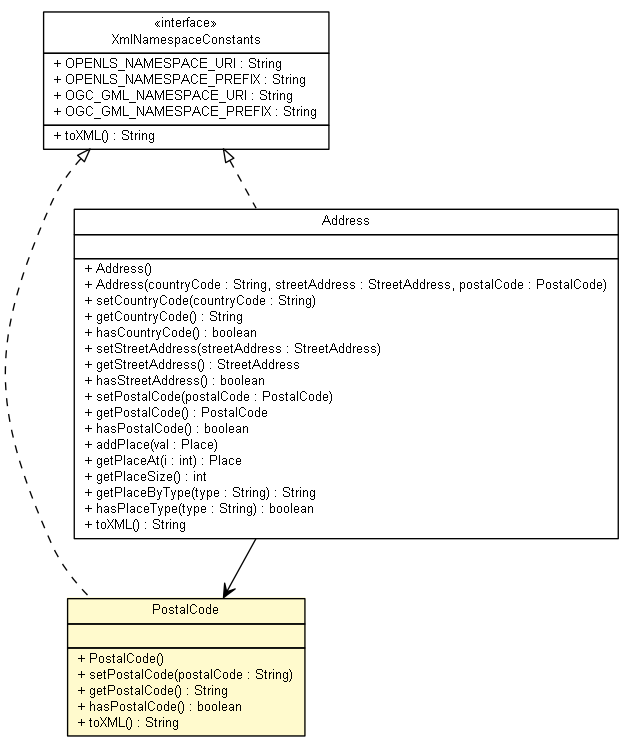 «interface»
XmlNamespaceConstants
+ OPENLS_NAMESPACE_URI : String
+ OPENLS_NAMESPACE_PREFIX : String
+ OGC_GML_NAMESPACE_URI : String
+ OGC_GML_NAMESPACE_PREFIX : String
+ toXML() : String
Address
+ Address()
+ Address(countryCode : String, streetAddress : StreetAddress, postalCode : PostalCode)
+ setCountryCode(countryCode : String)
+ getCountryCode() : String
+ hasCountryCode() : boolean
+ setStreetAddress(streetAddress : StreetAddress)
+ getStreetAddress() : StreetAddress
+ hasStreetAddress() : boolean
+ setPostalCode(postalCode : PostalCode)
+ getPostalCode() : PostalCode
+ hasPostalCode() : boolean
+ addPlace(val : Place)
+ getPlaceAt(i : int) : Place
+ getPlaceSize() : int
+ getPlaceByType(type : String) : String
+ hasPlaceType(type : String) : boolean
+ toXML() : String
PostalCode
+ PostalCode()
+ setPostalCode(postalCode : String)
+ getPostalCode() : String
+ hasPostalCode() : boolean
+ toXML() : String